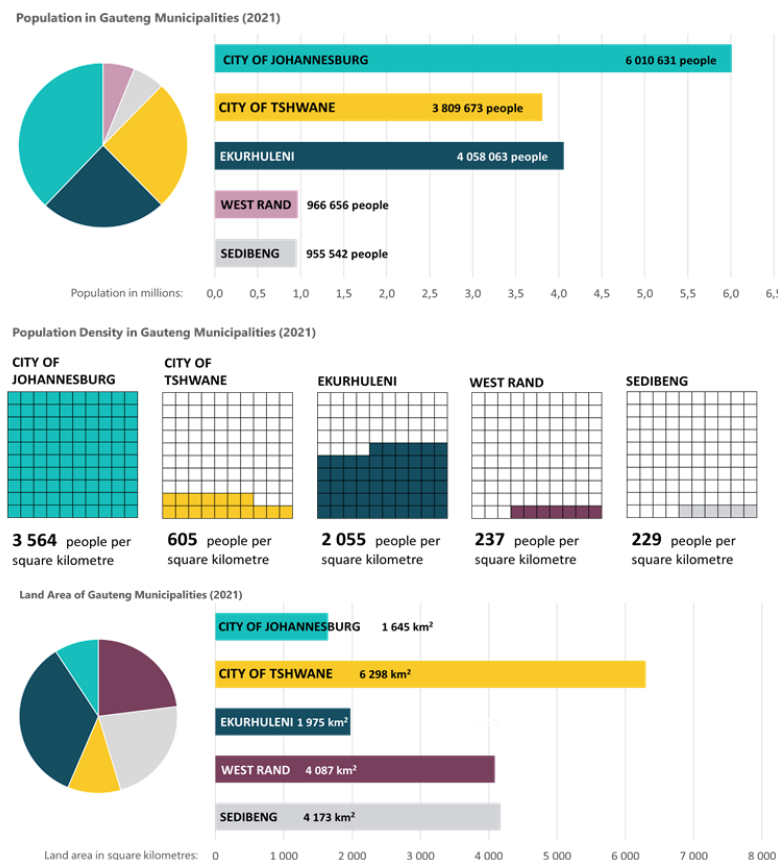 Population in Gauteng Municipalities (2021)
CITY OF JOHANNESBURG 6 010 631 people
CITY OF TSHWANE 3 809 673 people
EKURHULENI 4 058 063 people
WEST RAND 966 656 people
SEDIBENG 955 542 people
Population in millions: 0,0 0,5 1,0 1,5 2,0 2,5 3,0 3,5 4,0 4,5 5,0 5,5 6,0 6,5
Population Density in Gauteng Municipalities (2021)
CITY OF
JOHANNESBURG
CITY OF
TSHWANE
EKURHULENI
WEST RAND
SEDIBENG
3 564 people per
square kilometre
605 people per
square kilometre
2 055 people per
square kilometre
237 people per
square kilometre
229 people per
square kilometre
Land Area of Gauteng Municipalities (2021)
CITY OF JOHANNESBURG 1 645 km²
CITY OF TSHWANE 6 298 km²
EKURHULENI 1 975 km²
WEST RAND 4 087 km²
SEDIBENG 4 173 km²
Land area in square kilometres: 0 1 000 2 000 3 000 4 000 5 000 6 000 7 000 8 000